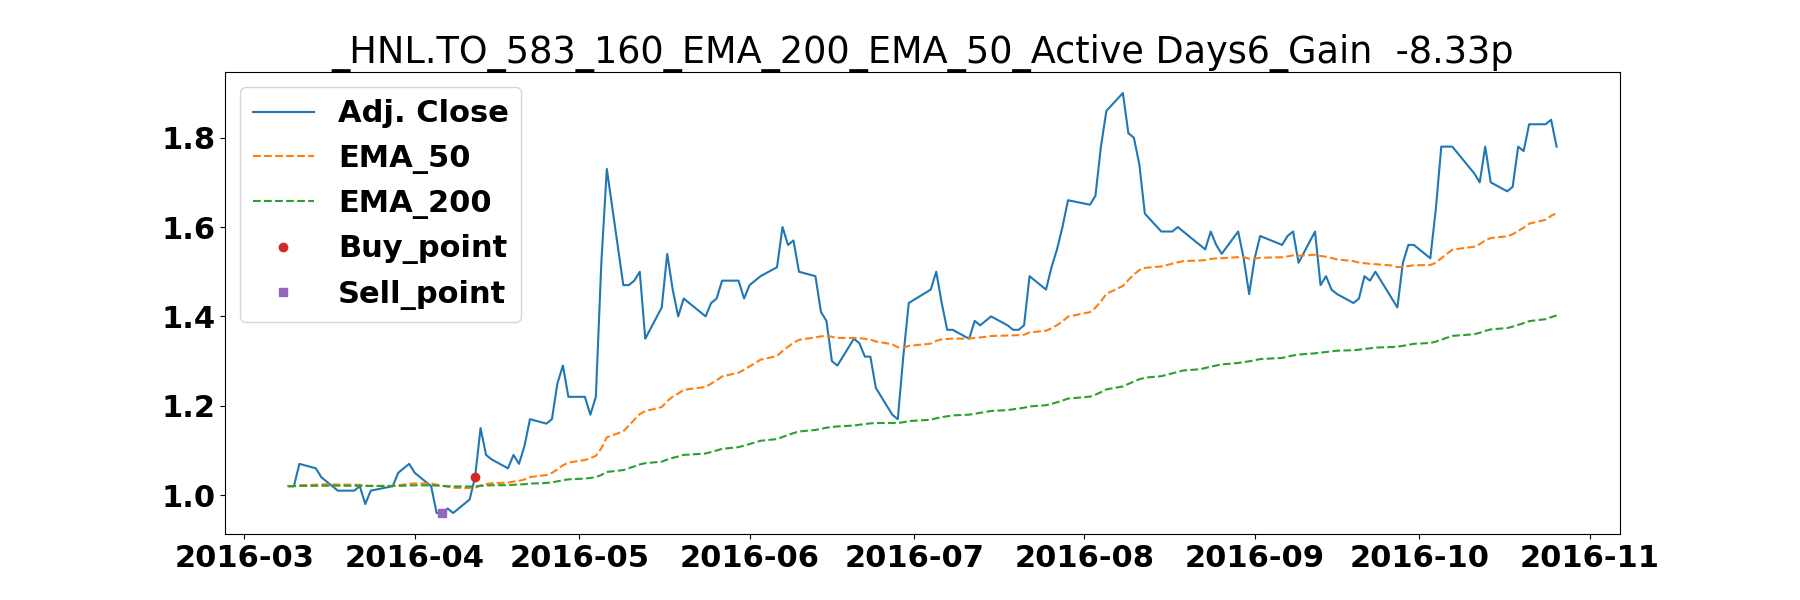 _HNL.TO_583_160_EMA_200_EMA_50_Active Days6_Gain  -8.33p
Adj. Close
EMA_50
EMA_200
Buy_point
Sell_point
1.8
1.6
1.4
1.2
1.0
2016-03 2016-04 2016-05 2016-06 2016-07 2016-08 2016-09 2016-10 2016-11